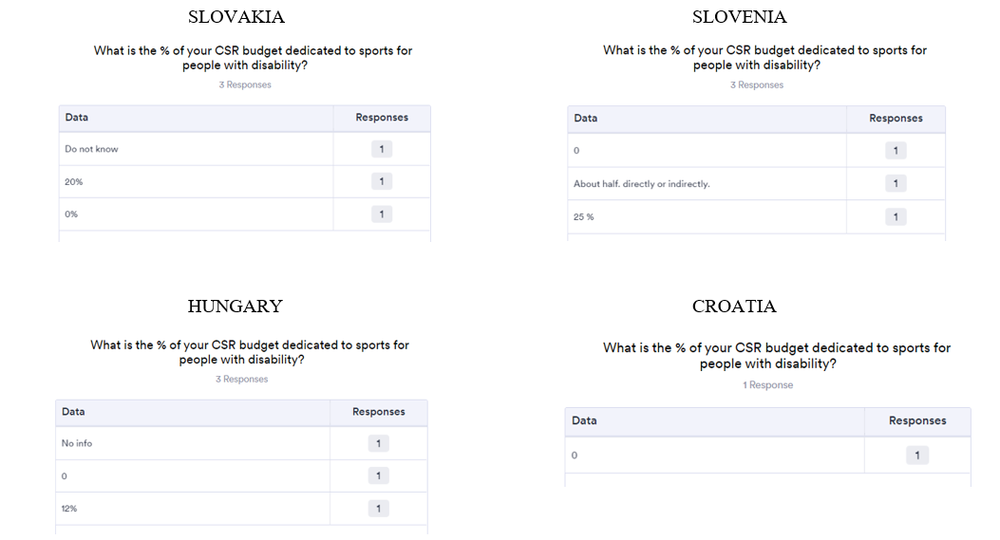 SLOVAKIA
What is the % of your CSR budget dedicated to sports for
people with disability?
3 Responses
Data Responses
Do not know 1
20% 1
0% 1
SLOVENIA
What is the % of your CSR budget dedicated to sports for
people with disability?
3 Responses
Data Responses
0 1
About half. directly or indirectly. 1
25 % 1
HUNGARY
What is the % of your CSR budget dedicated to sports for
people with disability?
3 Responses
Data Responses
No info 1
0 1
12% 1
CROATIA
What is the % of your CSR budget dedicated to sports for
people with disability?
1 Response
Data Responses
0 1